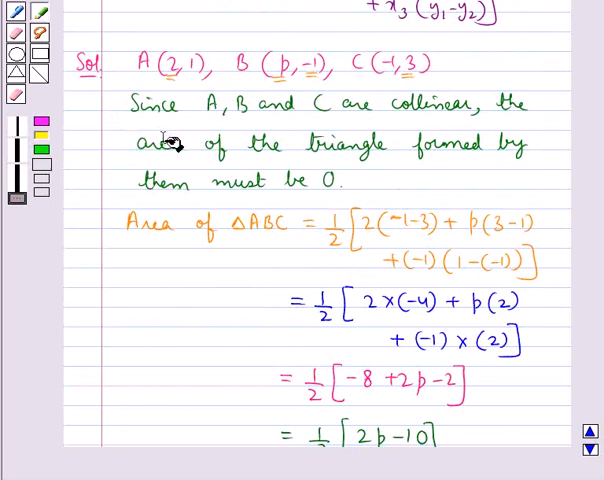 + x₃ (y₁-y₂)]
Sol. A (2, 1), B (p, -1), C (-1, 3)
Since A, B and C are collinear, the
area of the triangle formed by
them must be 0.
Area of △ABC = 1/2 [2(-1-3) + p(3-1)
+(-1) (1-(-1))]
= 1/2 [ 2×(-4) + p(2)
+ (-1) × (2)]
= 1/2 [-8 +2p-2]
= 1/2 [2p-10]